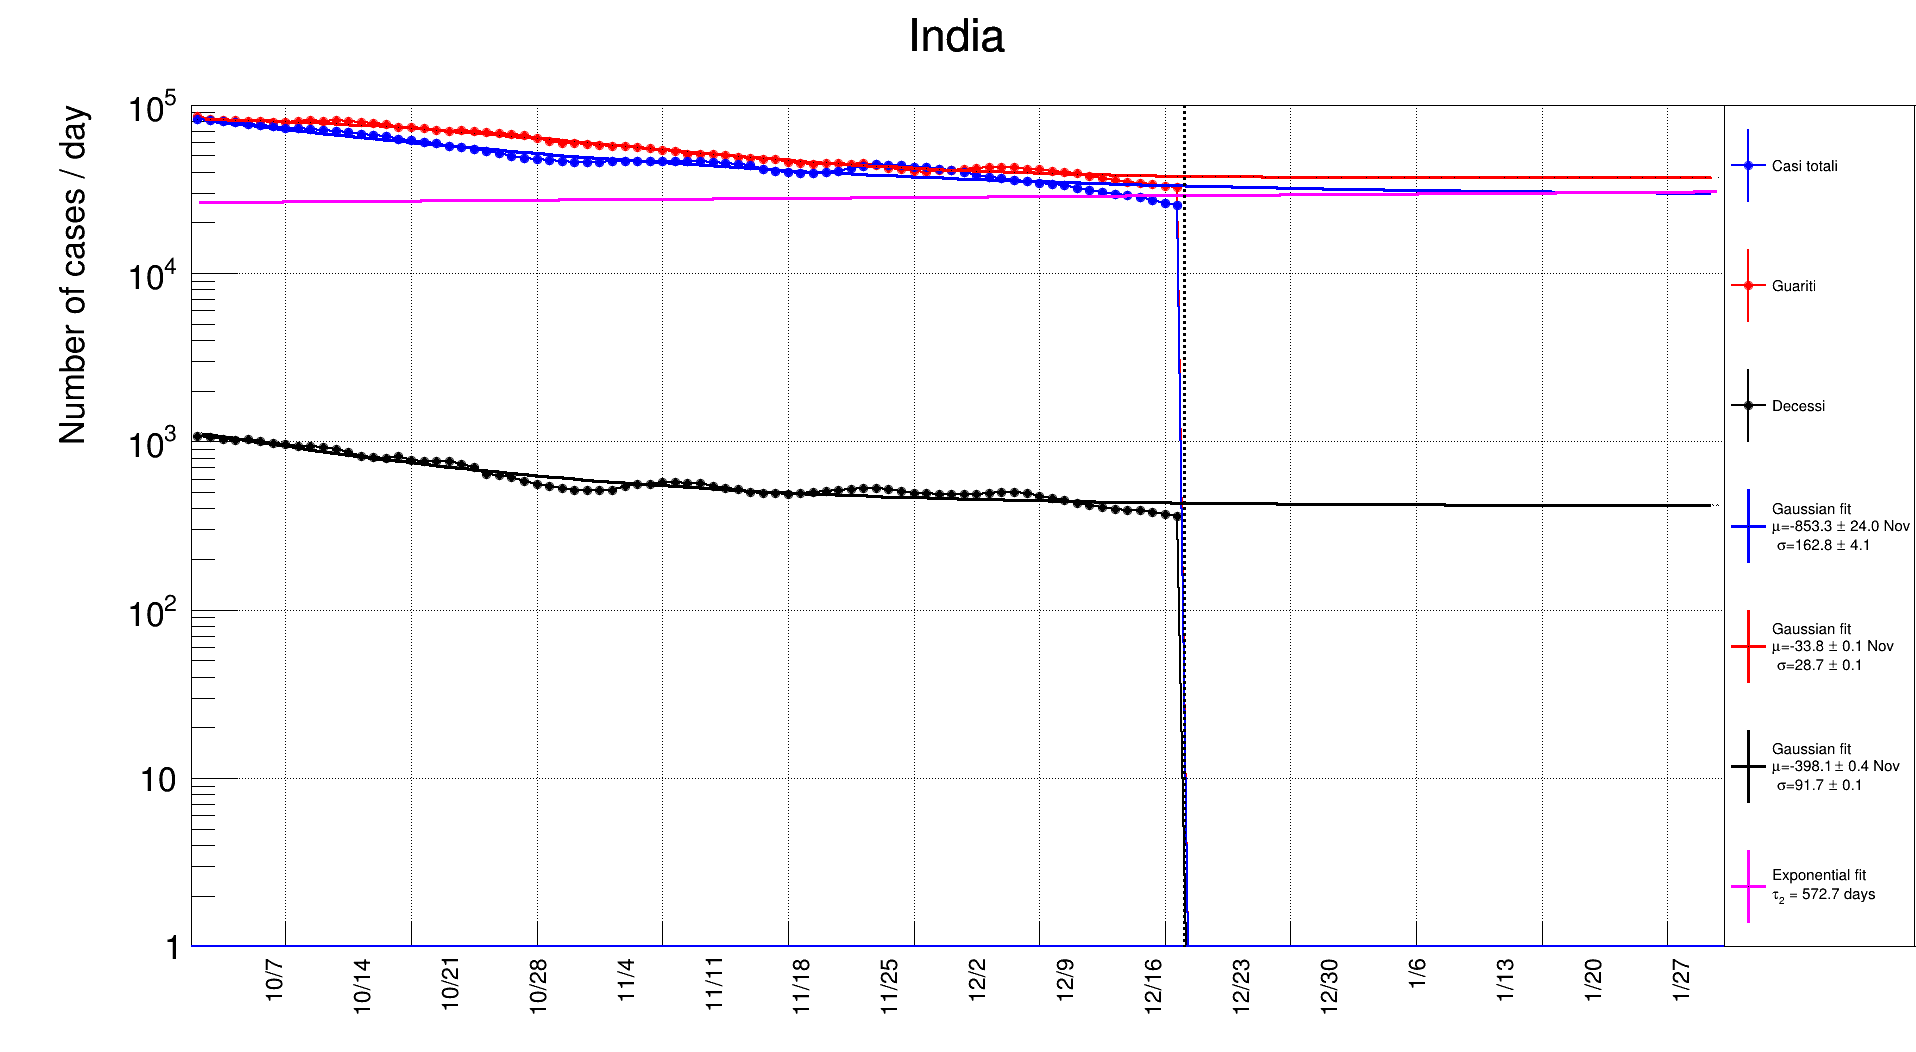 India
Number of cases / day
10^5
10^4
10^3
10^2
10
1
10/7
10/14
10/21
10/28
11/4
11/11
11/18
11/25
12/2
12/9
12/16
12/23
12/30
1/6
1/13
1/20
1/27
Casi totali
Guariti
Decessi
Gaussian fit
μ=-853.3 ± 24.0 Nov
σ=162.8 ± 4.1
Gaussian fit
μ=-33.8 ± 0.1 Nov
σ=28.7 ± 0.1
Gaussian fit
μ=-398.1 ± 0.4 Nov
σ=91.7 ± 0.1
Exponential fit
τ₂ = 572.7 days